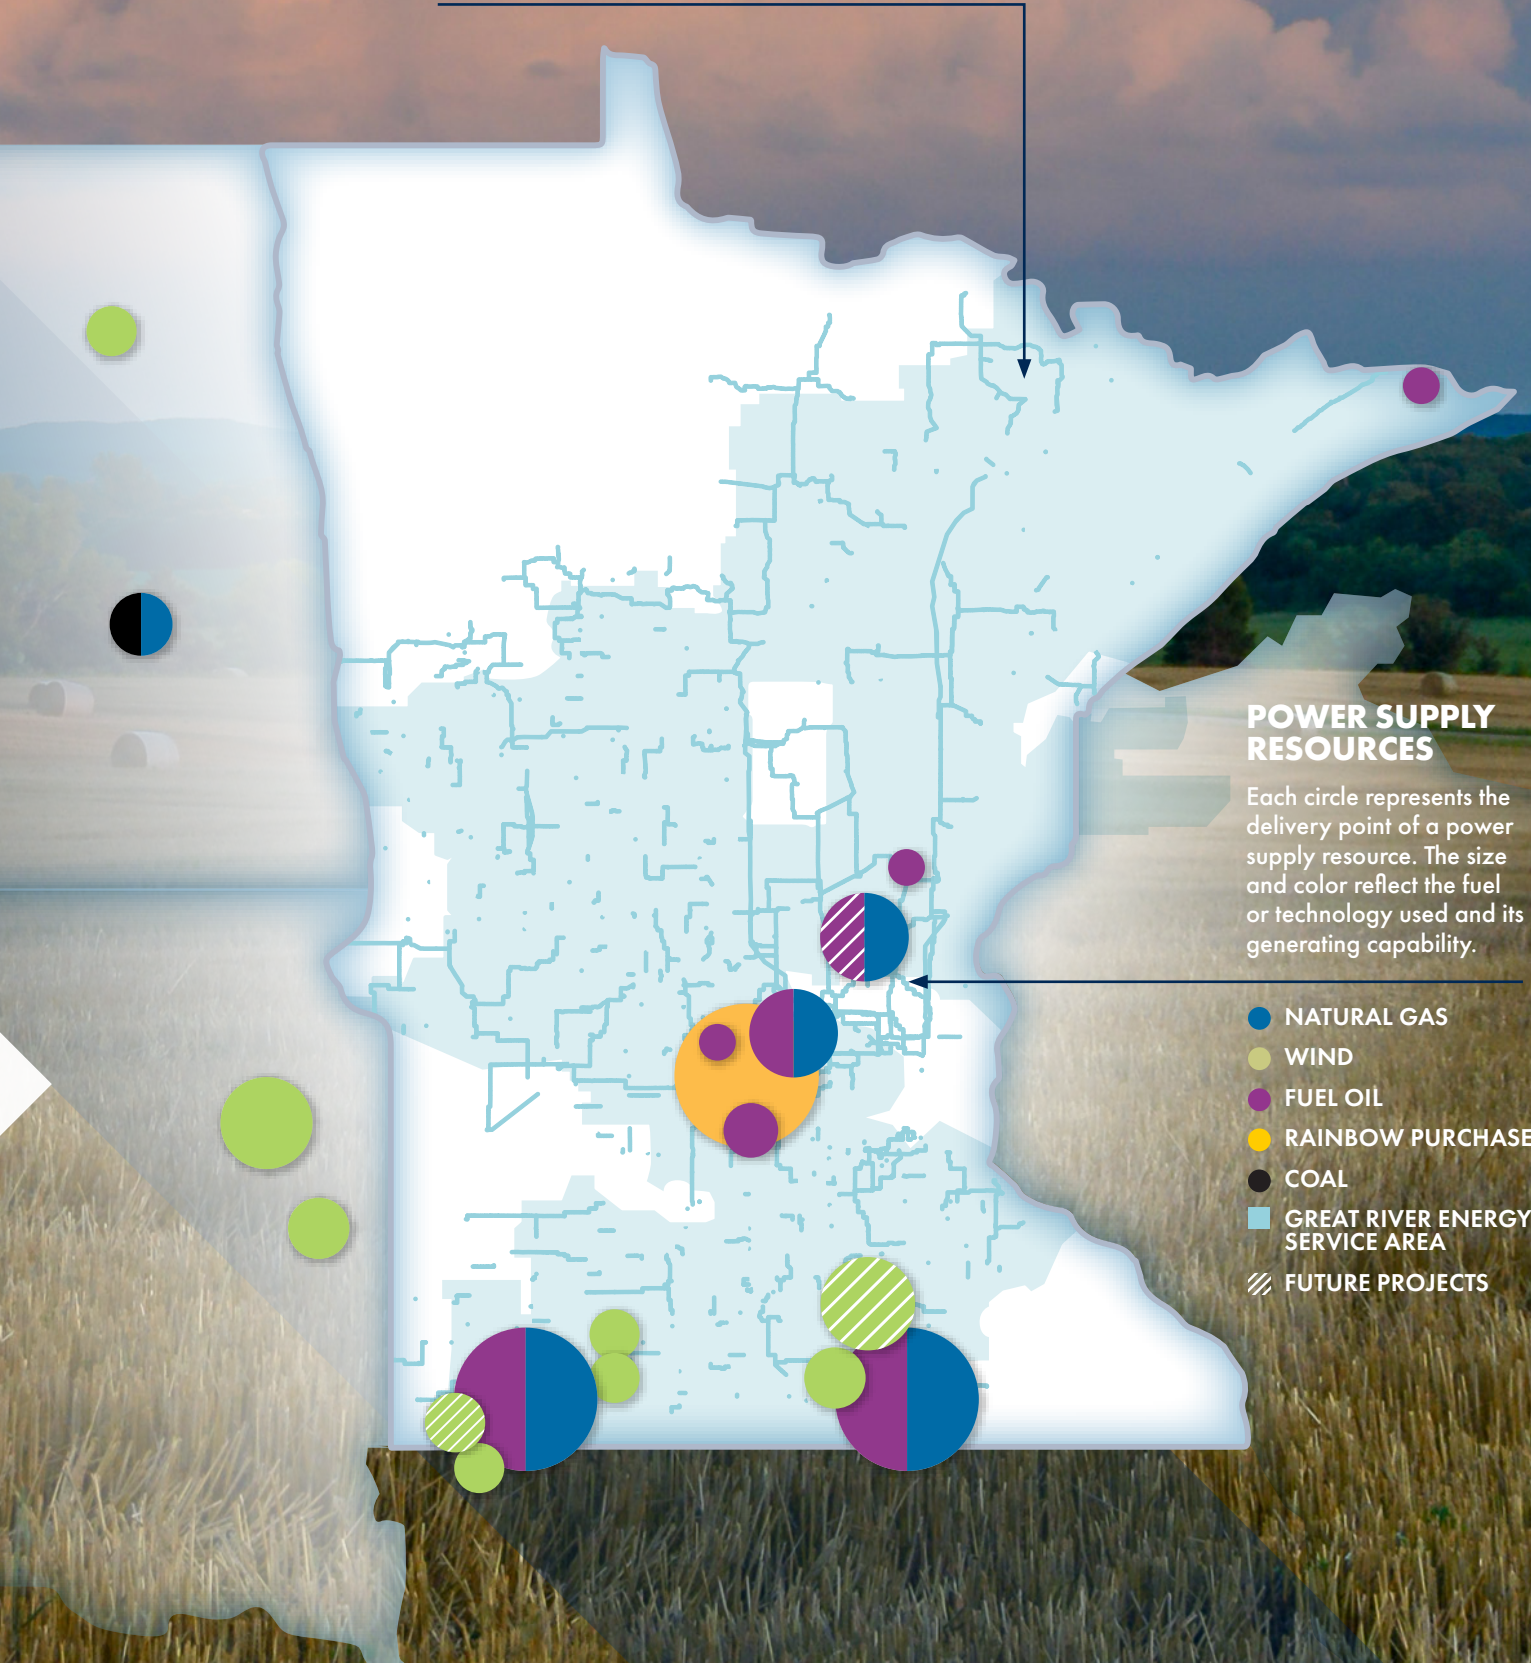 POWER SUPPLY
RESOURCES
Each circle represents the
delivery point of a power
supply resource. The size
and color reflect the fuel
or technology used and its
generating capability.
NATURAL GAS
WIND
FUEL OIL
RAINBOW PURCHASE
COAL
GREAT RIVER ENERGY
SERVICE AREA
FUTURE PROJECTS